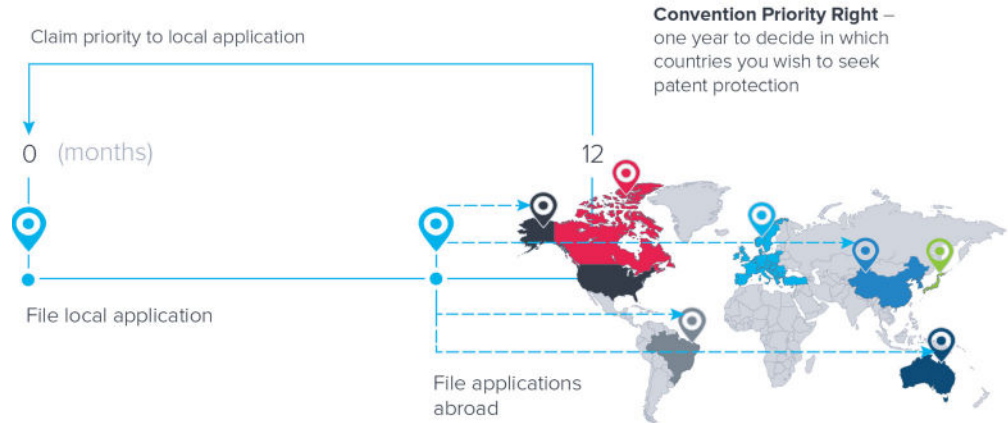 Claim priority to local application
Convention Priority Right –
one year to decide in which
countries you wish to seek
patent protection
0 (months)
12
File local application
File applications
abroad